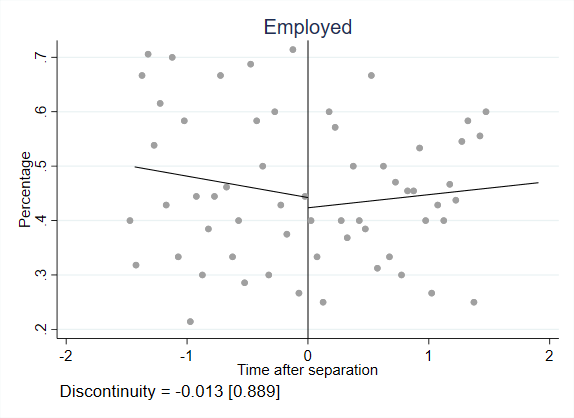 Employed
Percentage
.7
.6
.5
.4
.3
.2
-2 -1 0 1 2
Time after separation
Discontinuity = -0.013 [0.889]